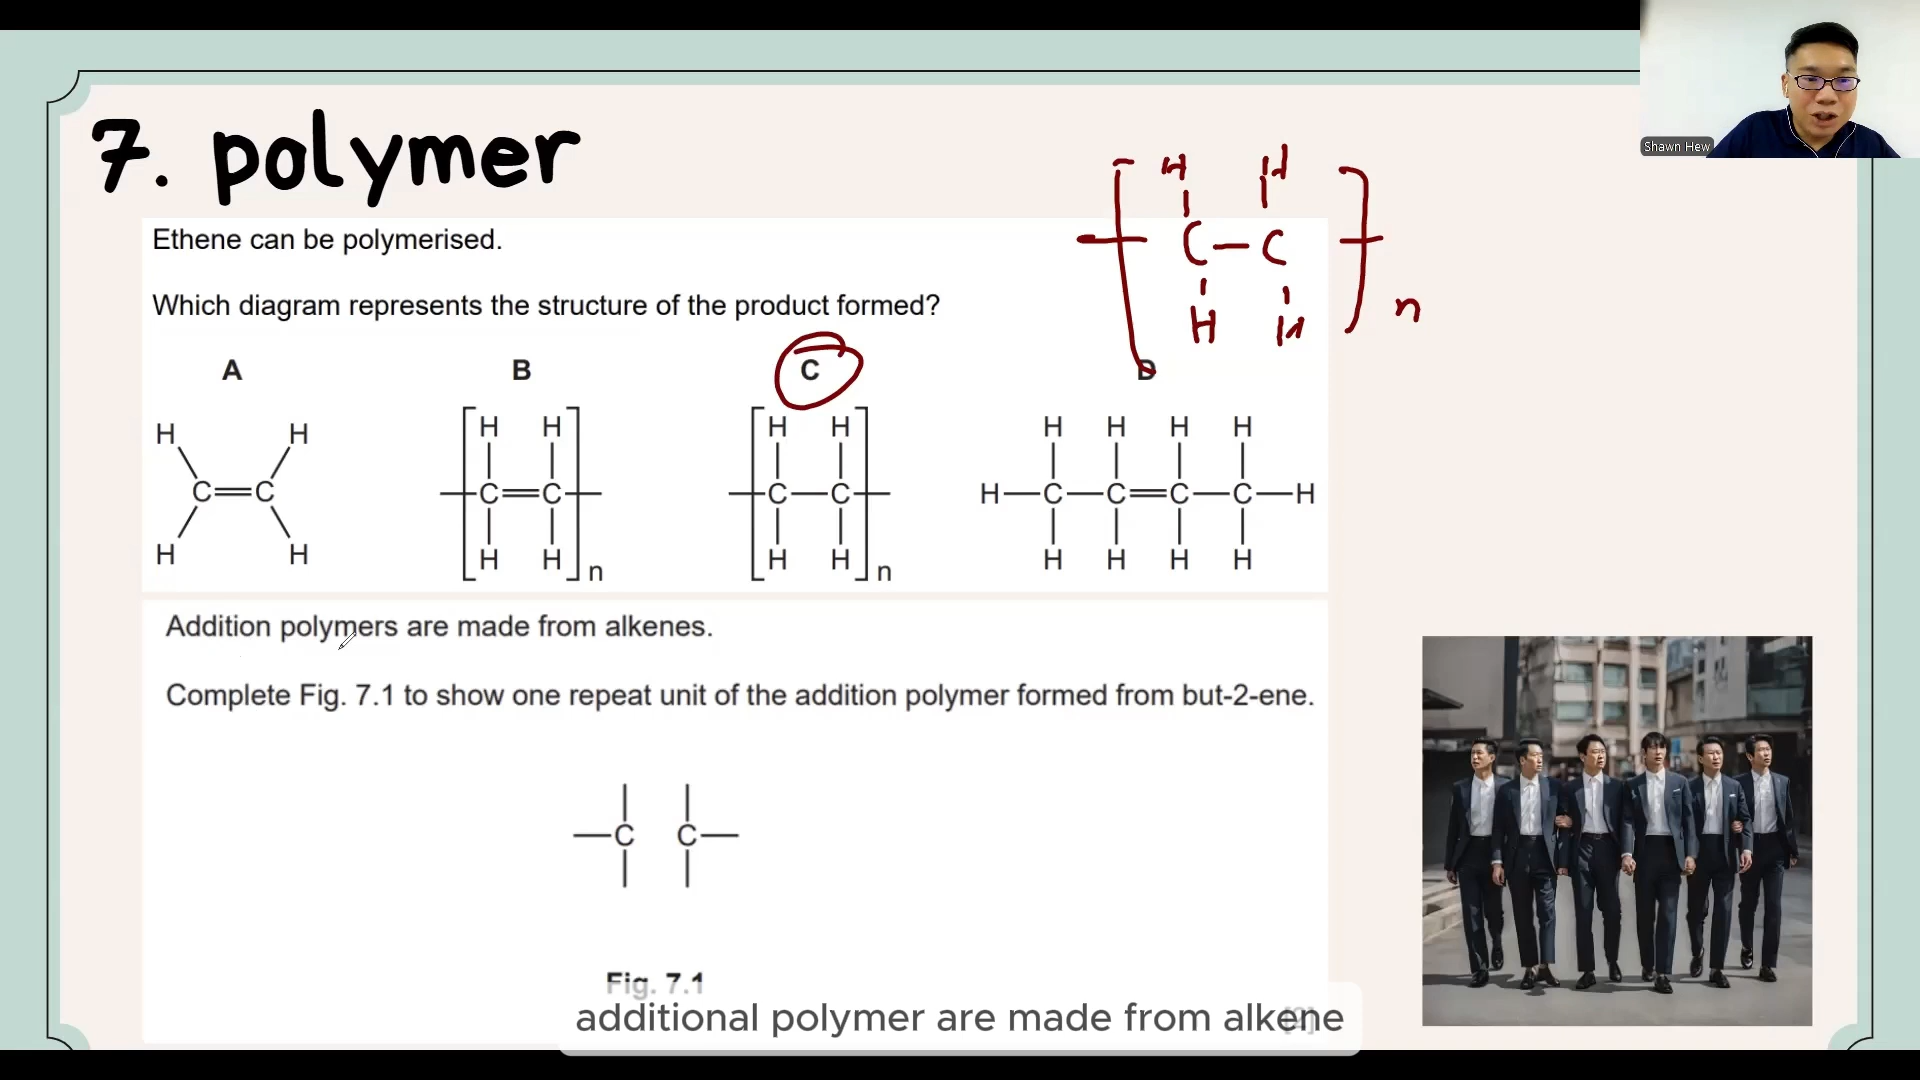 7. polymer
Shawn Hew
H H
C - C
H H
n
Ethene can be polymerised.
Which diagram represents the structure of the product formed?
A B C D
H H H H H H H H H H
H H
C=C C=C C-C H-C-C=C-C-H
H H H H H H H H H H
n n
H H
Addition polymers are made from alkenes.
Complete Fig. 7.1 to show one repeat unit of the addition polymer formed from but-2-ene.
C C
Fig. 7.1
additional polymer are made from alkene